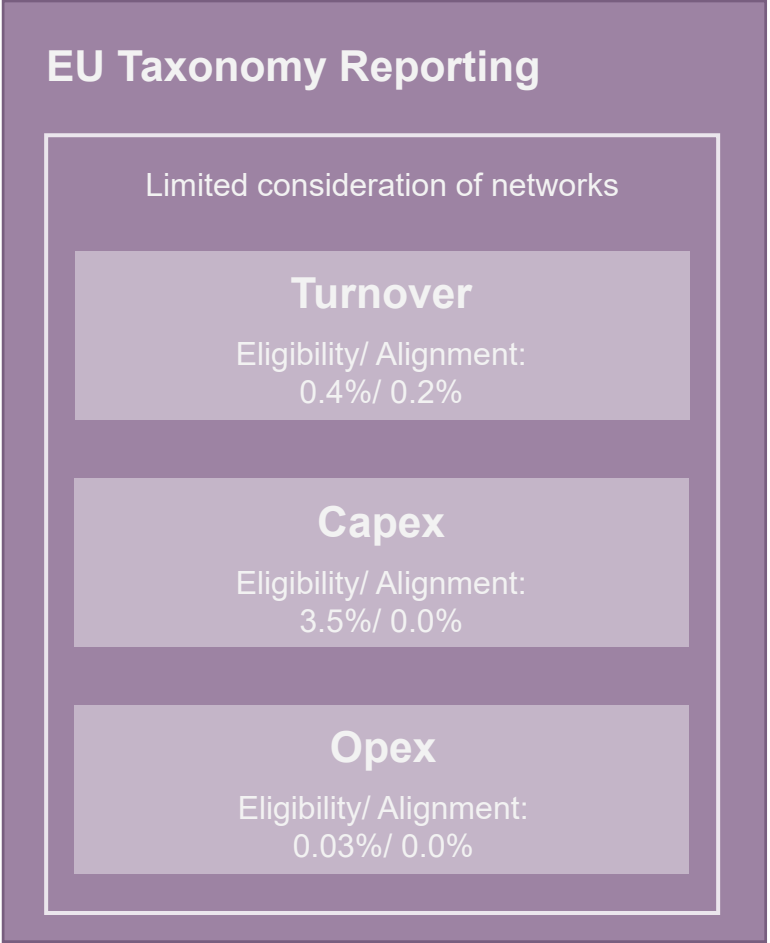 EU Taxonomy Reporting
Limited consideration of networks
Turnover
Eligibility/ Alignment:
0.4%/ 0.2%
Capex
Eligibility/ Alignment:
3.5%/ 0.0%
Opex
Eligibility/ Alignment:
0.03%/ 0.0%